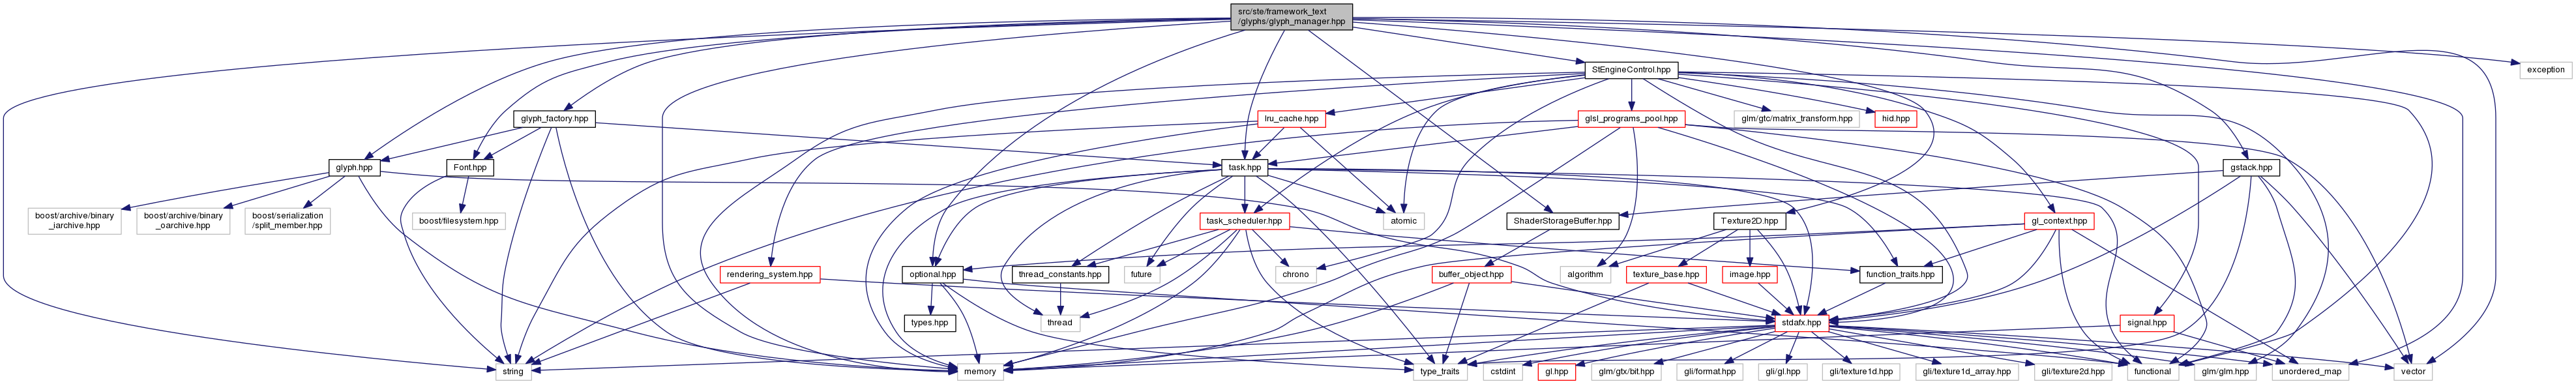 src/ste/framework_text
/glyphs/glyph_manager.hpp
StEngineControl.hpp
exception
glyph_factory.hpp
lru_cache.hpp
glsl_programs_pool.hpp
glm/gtc/matrix_transform.hpp
hid.hpp
glyph.hpp
Font.hpp
task.hpp
gstack.hpp
boost/archive/binary
_iarchive.hpp
boost/archive/binary
_oarchive.hpp
boost/serialization
/split_member.hpp
boost/filesystem.hpp
task_scheduler.hpp
atomic
ShaderStorageBuffer.hpp
Texture2D.hpp
gl_context.hpp
rendering_system.hpp
optional.hpp
thread_constants.hpp
future
chrono
buffer_object.hpp
algorithm
texture_base.hpp
image.hpp
function_traits.hpp
types.hpp
thread
stdafx.hpp
signal.hpp
string
memory
type_traits
cstdint
gl.hpp
glm/gtx/bit.hpp
gli/format.hpp
gli/gl.hpp
gli/texture1d.hpp
gli/texture1d_array.hpp
gli/texture2d.hpp
functional
glm/glm.hpp
unordered_map
vector